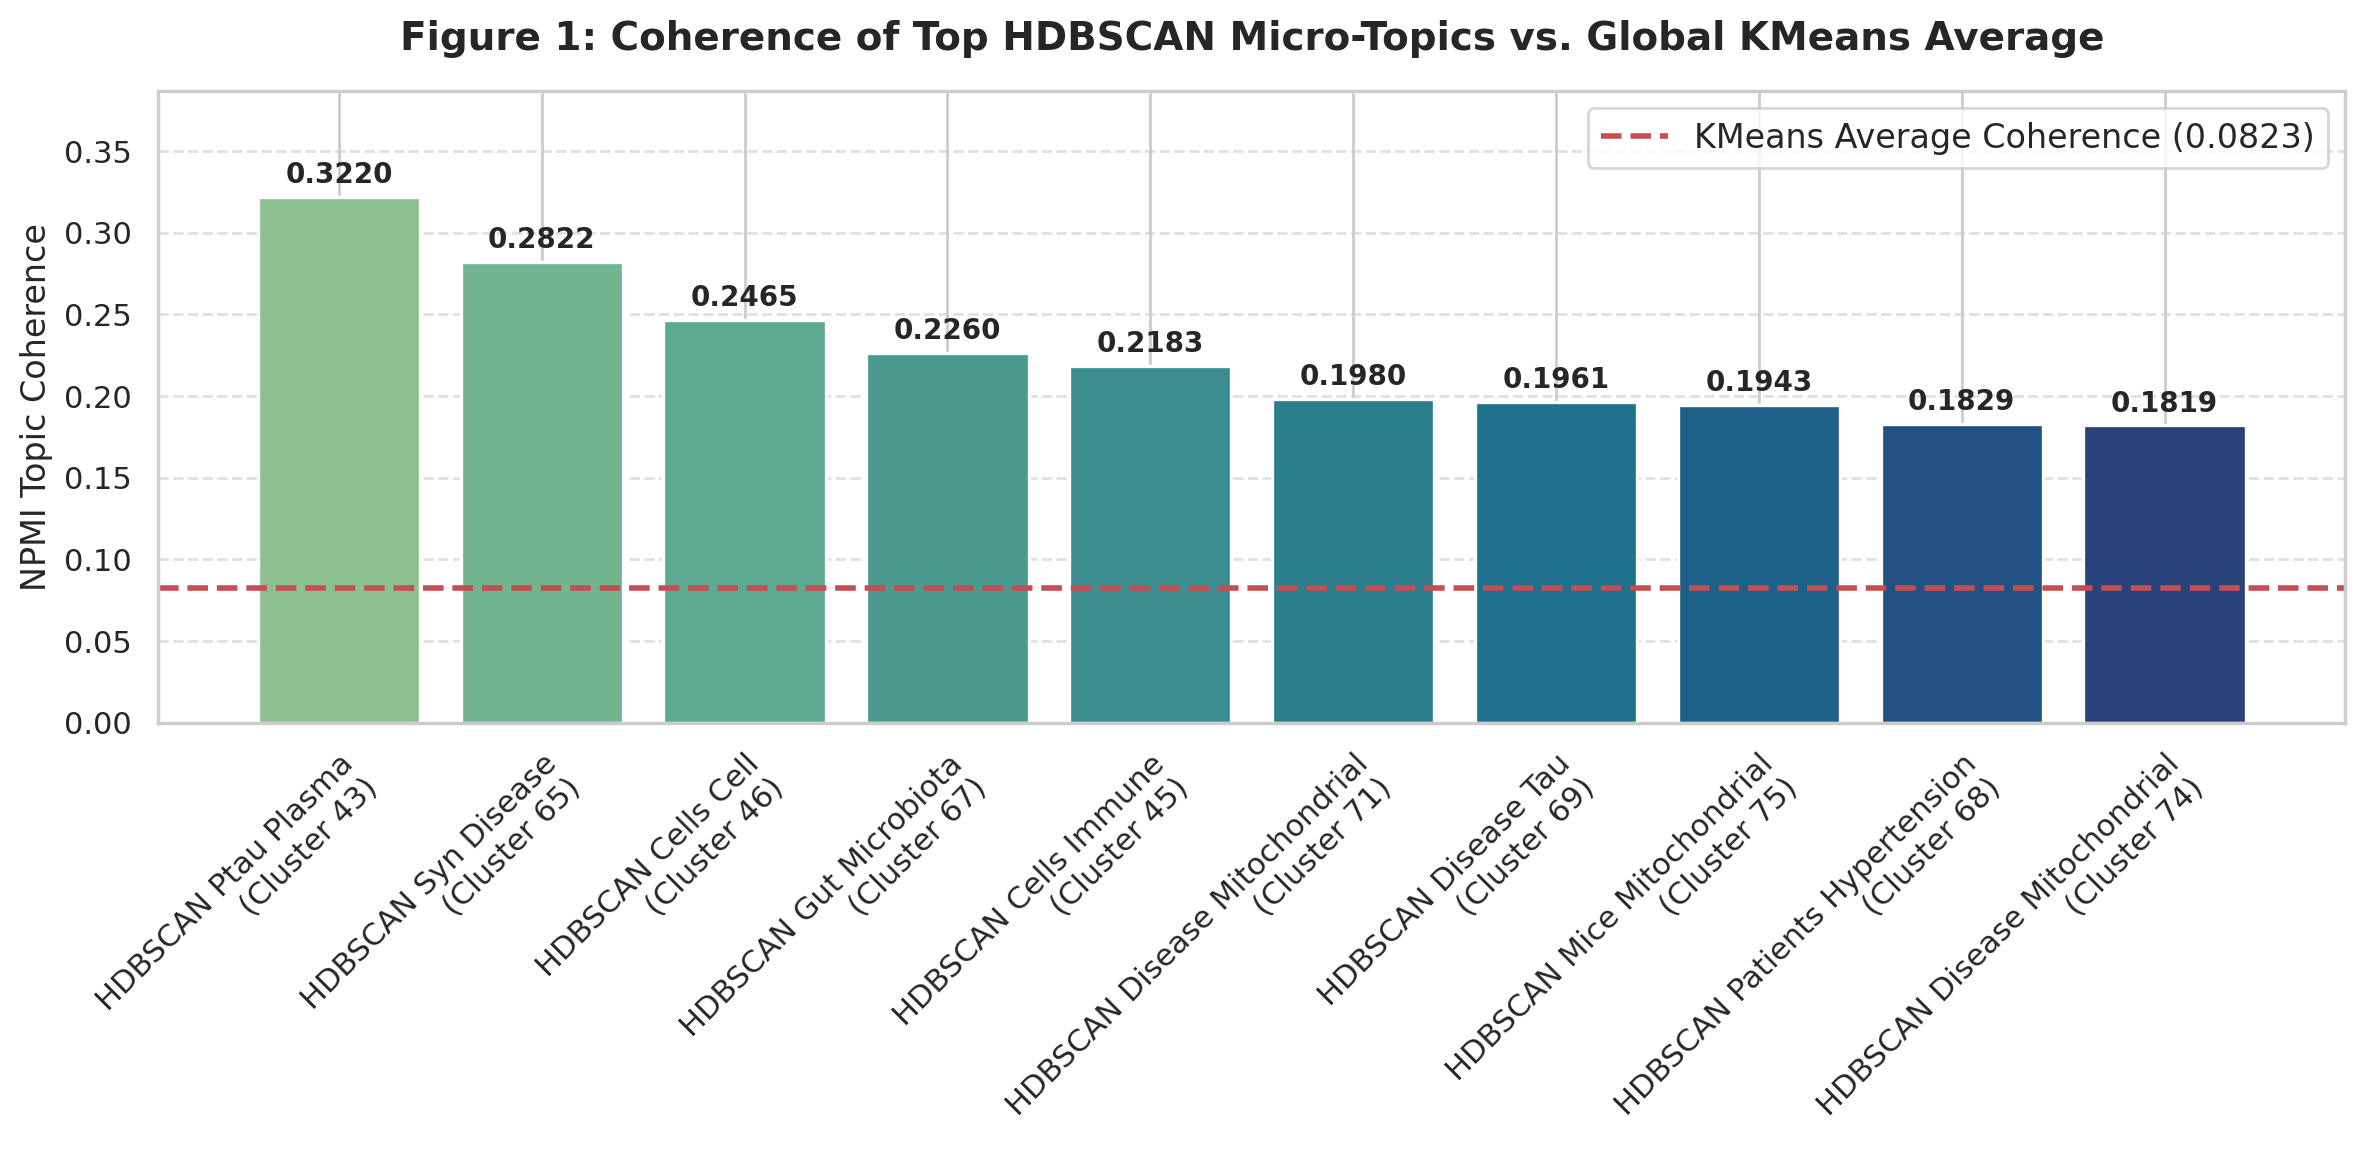 Figure 1: Coherence of Top HDBSCAN Micro-Topics vs. Global KMeans Average
KMeans Average Coherence (0.0823)
NPMI Topic Coherence
0.35
0.30
0.25
0.20
0.15
0.10
0.05
0.00
0.3220
0.2822
0.2465
0.2260
0.2183
0.1980
0.1961
0.1943
0.1829
0.1819
HDBSCAN Ptau Plasma
(Cluster 43)
HDBSCAN Syn Disease
(Cluster 65)
HDBSCAN Cells Cell
(Cluster 46)
HDBSCAN Gut Microbiota
(Cluster 67)
HDBSCAN Cells Immune
(Cluster 45)
HDBSCAN Disease Mitochondrial
(Cluster 71)
HDBSCAN Disease Tau
(Cluster 69)
HDBSCAN Mice Mitochondrial
(Cluster 75)
HDBSCAN Patients Hypertension
(Cluster 68)
HDBSCAN Disease Mitochondrial
(Cluster 74)